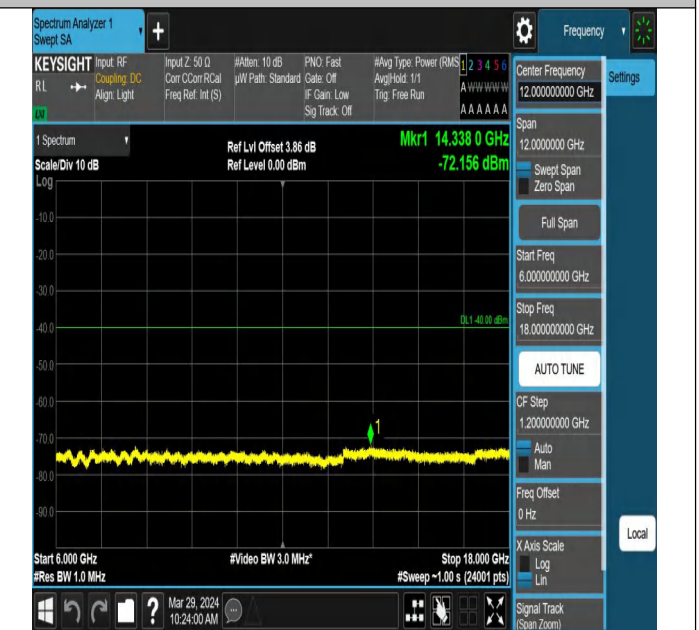 Spectrum Analyzer 1
Swept SA
+
Frequency
KEYSIGHT
RL
LXI
Input: RF
Coupling: DC
Align: Light
Input Z: 50 Ω
Corr CCorr RCal
Freq Ref: Int (S)
#Atten: 10 dB
µW Path: Standard
PNO: Fast
Gate: Off
IF Gain: Low
Sig Track: Off
#Avg Type: Power (RMS
Avg|Hold: 1/1
Trig: Free Run
1 2 3 4 5 6
A W W W W W
A A A A A A
1 Spectrum
Scale/Div 10 dB
Log
Ref Lvl Offset 3.86 dB
Ref Level 0.00 dBm
Mkr1 14.338 0 GHz
-72.156 dBm
-10.0
-20.0
-30.0
-40.0
-50.0
-60.0
-70.0
-80.0
-90.0
DL1 -40.00 dBm
1
Start 6.000 GHz
#Res BW 1.0 MHz
#Video BW 3.0 MHz*
Stop 18.000 GHz
#Sweep ~1.00 s (24001 pts)
?
Mar 29, 2024
10:24:00 AM
Center Frequency
12.000000000 GHz
Span
12.0000000 GHz
Swept Span
Zero Span
Full Span
Start Freq
6.000000000 GHz
Stop Freq
18.000000000 GHz
AUTO TUNE
CF Step
1.200000000 GHz
Auto
Man
Freq Offset
0 Hz
X Axis Scale
Log
Lin
Signal Track
(Span Zoom)
Settings
Local